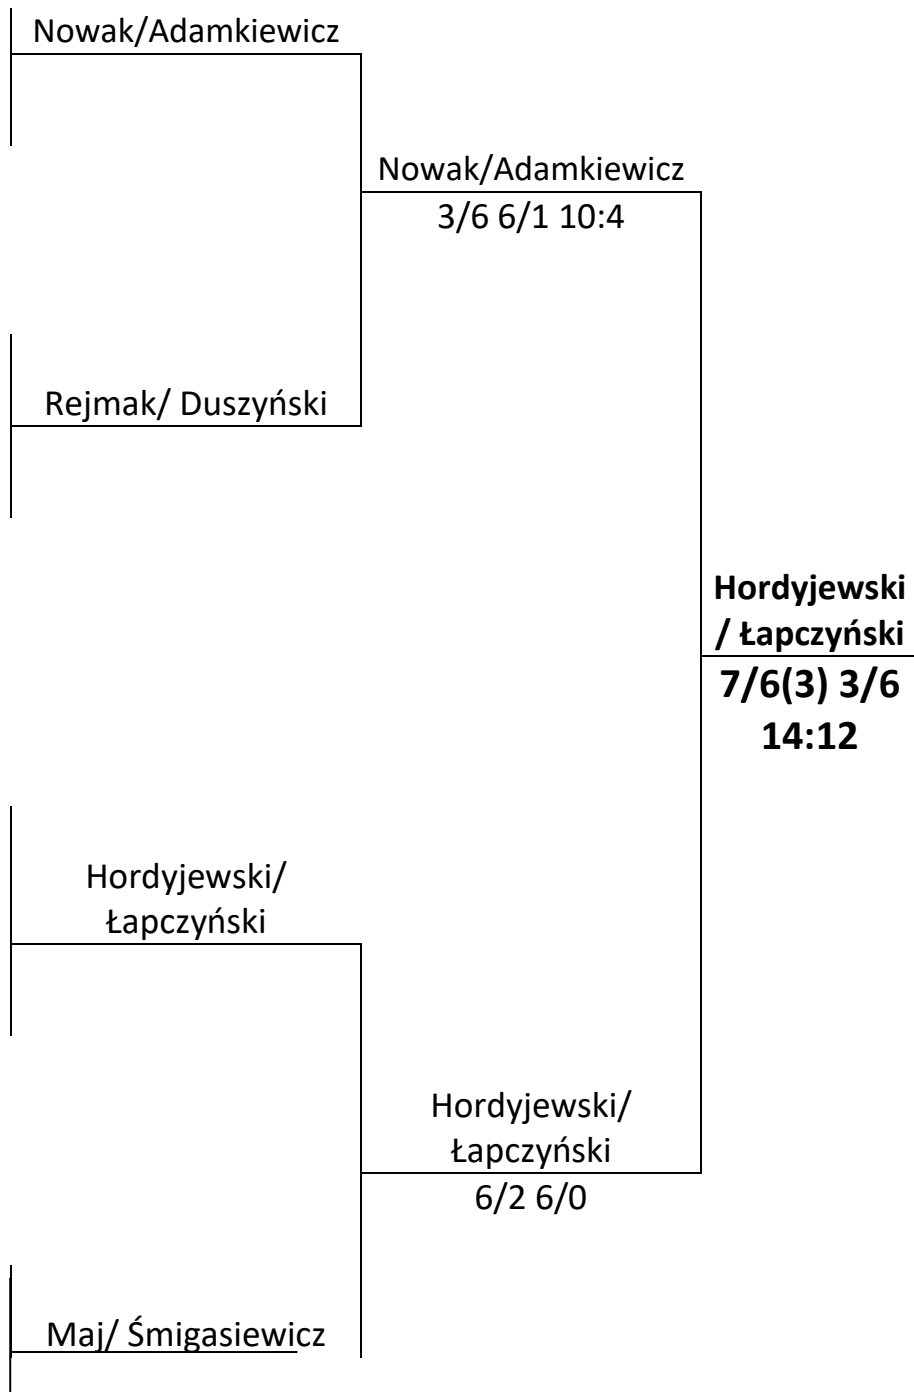 Nowak/Adamkiewicz
Nowak/Adamkiewicz
3/6 6/1 10:4
Rejmak/ Duszyński
Hordyjewski
/ Łapczyński
7/6(3) 3/6
14:12
Hordyjewski/
Łapczyński
Hordyjewski/
Łapczyński
6/2 6/0
Maj/ Śmigasiewicz